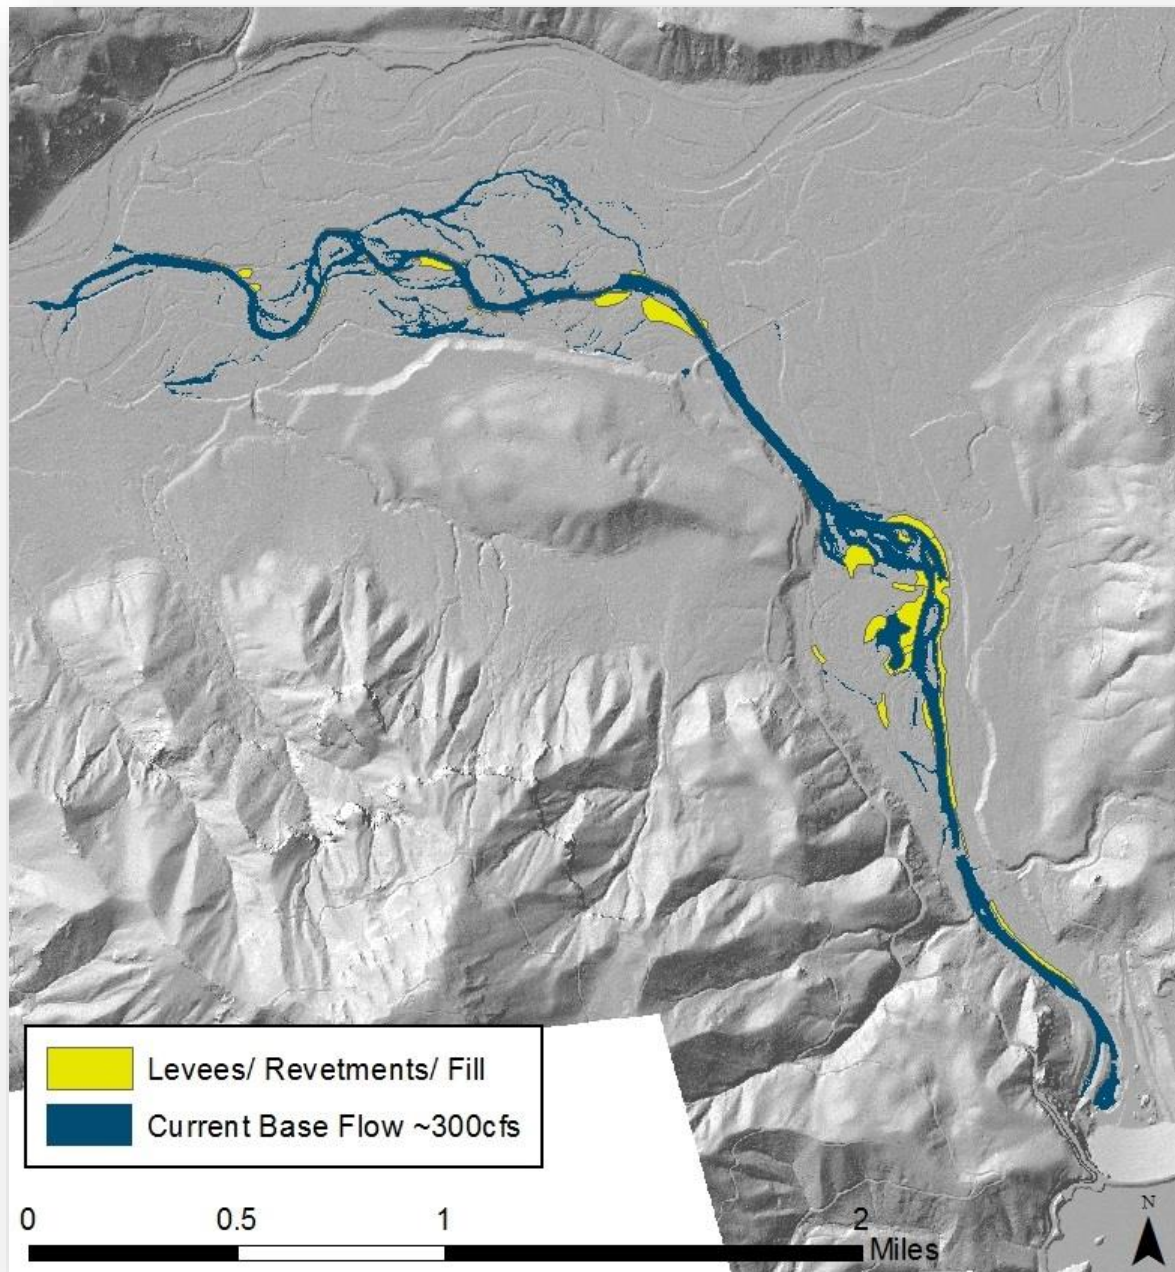 Levees/ Revetments/ Fill
Current Base Flow ~300cfs
0 0.5 1 2
Miles
N